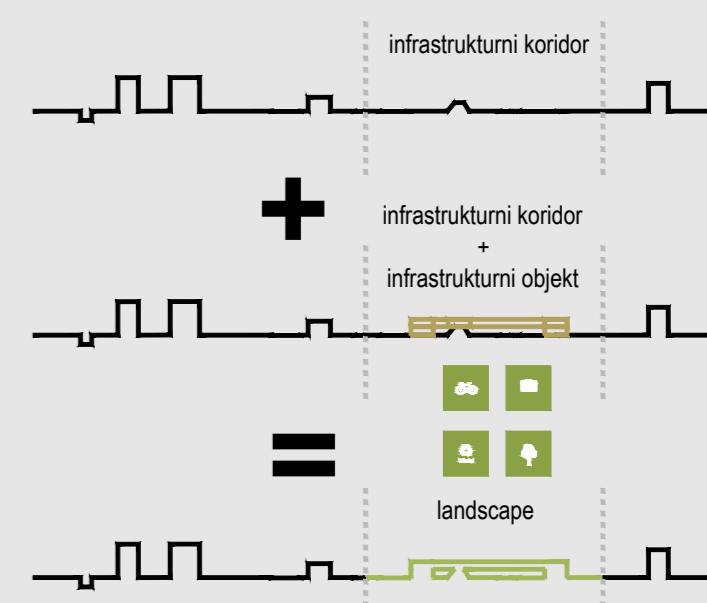 infrastrukturni koridor
infrastrukturni koridor
+
infrastrukturni objekt
landscape